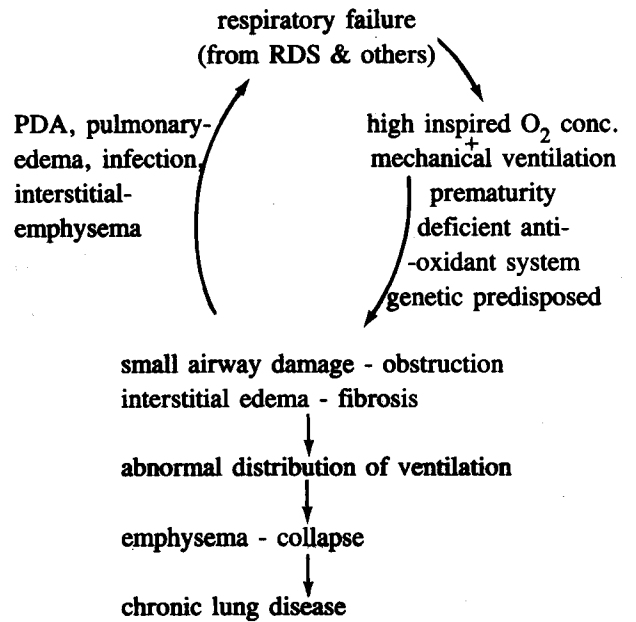 respiratory failure
(from RDS & others)
PDA, pulmonary-
edema, infection,
interstitial-
emphysema
high inspired O₂ conc.
+
mechanical ventilation
prematurity
deficient anti-
-oxidant system
genetic predisposed
small airway damage - obstruction
interstitial edema - fibrosis
abnormal distribution of ventilation
emphysema - collapse
chronic lung disease